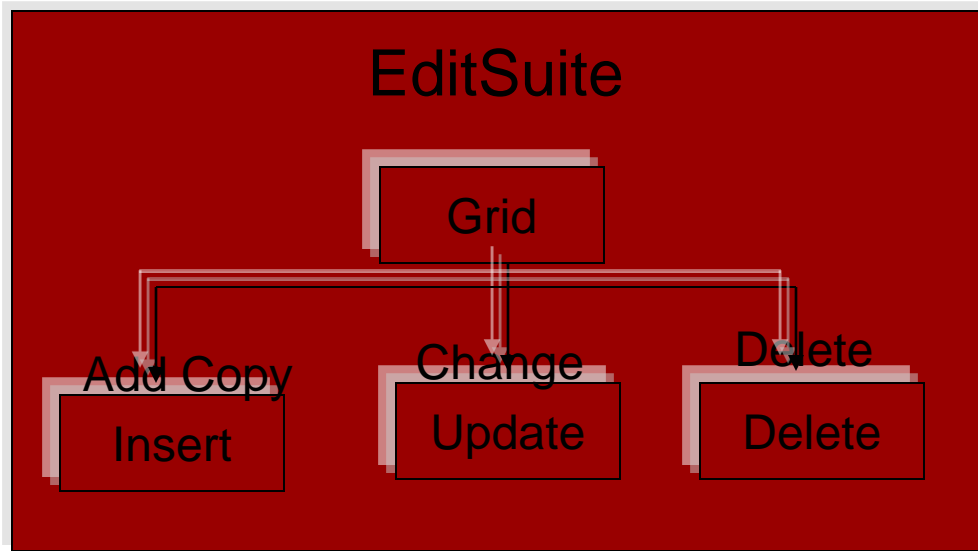 EditSuite
Grid
Add Copy
Change
Delete
Insert
Update
Delete